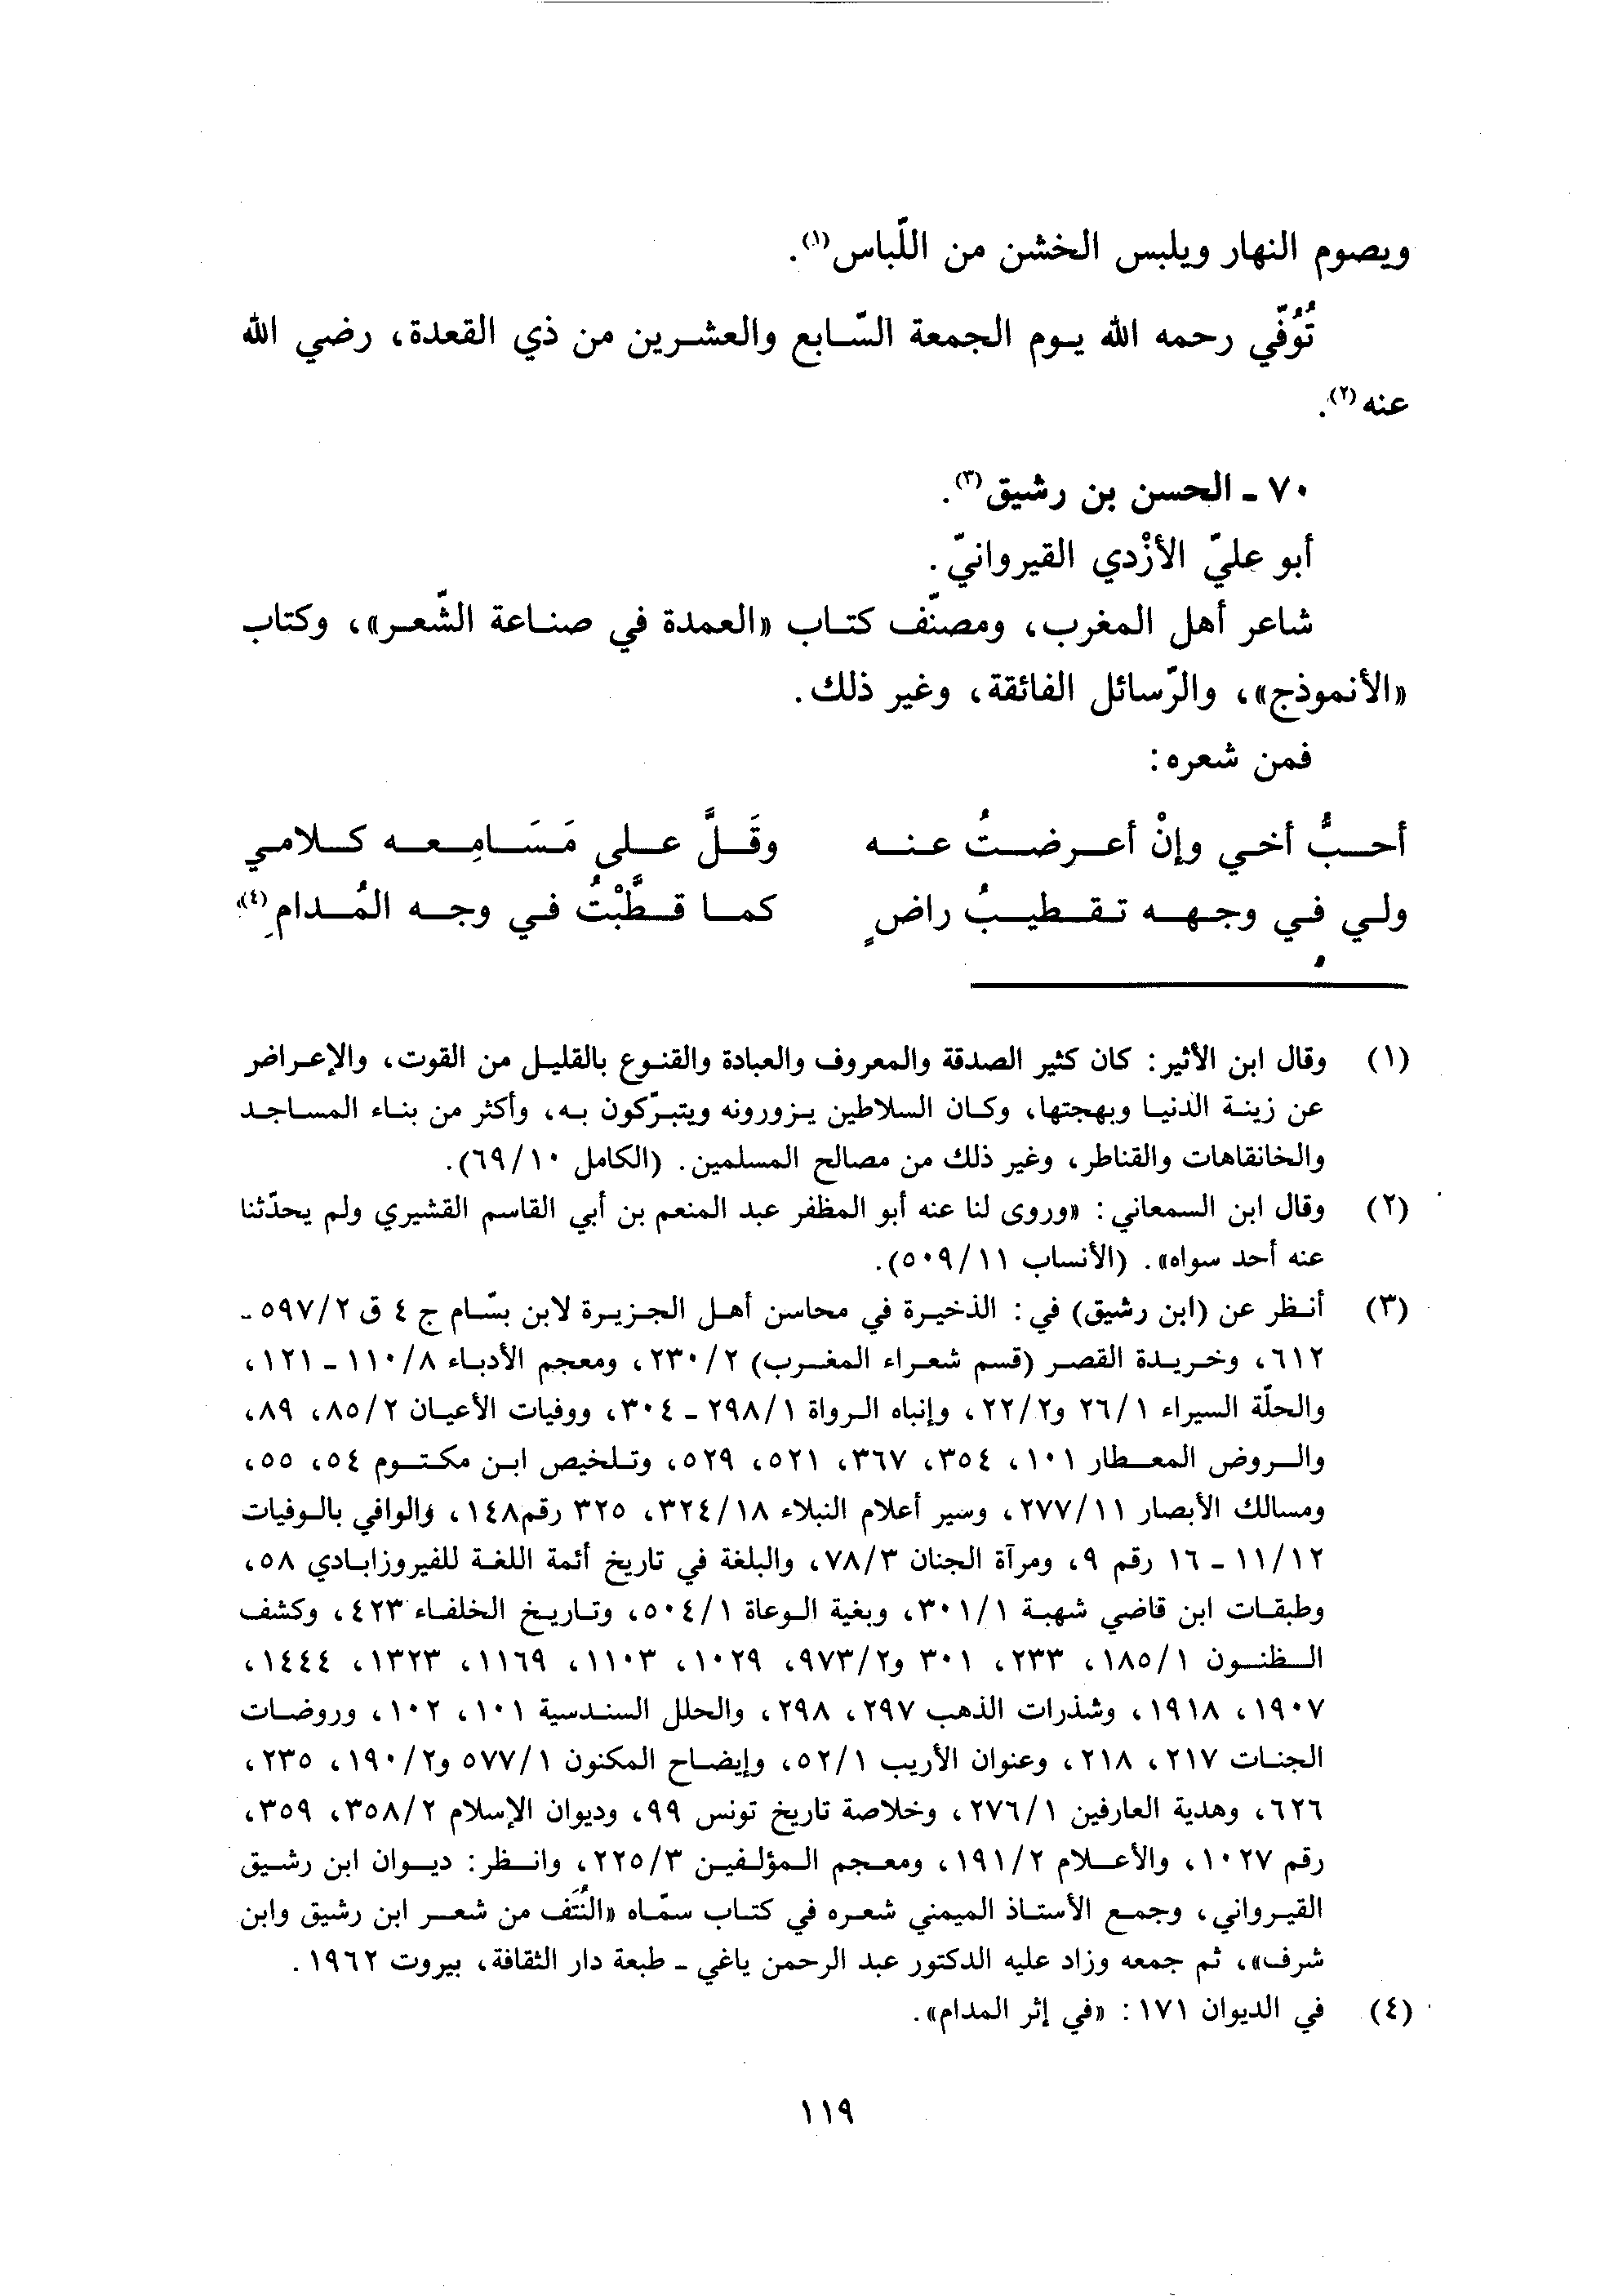 ويصوم النهار ويلبس الخشن من اللّباس(١).
تُوُفّي رحمه الله يوم الجمعة السّابع والعشرين من ذي القعدة، رضي الله
عنه(٢).
٧٠ - الحسن بن رشيق(٣).
أبو عليّ الأزْدي القيروانيّ.
شاعر أهل المغرب، ومصنّف كتاب «العمدة في صناعة الشّعر»، وكتاب
«الأنموذج»، والرّسائل الفائقة، وغير ذلك.
فمن شعره:
أحبُّ أخي وإنْ أعرضتُ عنه وقَلَّ على مَسَامِعه كلامي
ولي في وجهه تقطيبُ راضٍ كما قطَّبْتُ في وجه المُدامِ(٤)
(١) وقال ابن الأثير: كان كثير الصدقة والمعروف والعبادة والقنوع بالقليل من القوت، والإعراض
عن زينة الدنيا وبهجتها، وكان السلاطين يزورونه ويتبرّكون به، وأكثر من بناء المساجد
والخانقاهات والقناطر، وغير ذلك من مصالح المسلمين. (الكامل ٦٩/١٠).
(٢) وقال ابن السمعاني: «وروى لنا عنه أبو المظفر عبد المنعم بن أبي القاسم القشيري ولم يحدّثنا
عنه أحد سواه». (الأنساب ٥٠٩/١١).
(٣) أنظر عن (ابن رشيق) في: الذخيرة في محاسن أهل الجزيرة لابن بسّام ج ٤ ق ٥٩٧/٢ -
٦١٢، وخريدة القصر (قسم شعراء المغرب) ٢٣٠/٢، ومعجم الأدباء ١١٠/٨ - ١٢١،
والحلّة السيراء ٢٦/١ و٢٢/٢، وإنباه الرواة ٢٩٨/١ - ٣٠٤، ووفيات الأعيان ٨٥/٢، ٨٩،
والروض المعطار ١٠١، ٣٥٤، ٣٦٧، ٥٢١، ٥٢٩، وتلخيص ابن مكتوم ٥٤، ٥٥،
ومسالك الأبصار ٢٧٧/١١، وسير أعلام النبلاء ٣٢٤/١٨، ٣٢٥ رقم١٤٨، والوافي بالوفيات
١١/١٢ - ١٦ رقم ٩، ومرآة الجنان ٧٨/٣، والبلغة في تاريخ أئمة اللغة للفيروزابادي ٥٨،
وطبقات ابن قاضي شهبة ٣٠١/١، وبغية الوعاة ٥٠٤/١، وتاريخ الخلفاء ٤٢٣، وكشف
الظنون ١٨٥/١، ٢٣٣، ٣٠١ و٩٧٣/٢، ١٠٢٩، ١١٠٣، ١١٦٩، ١٣٢٣، ١٤٤٤،
١٩٠٧، ١٩١٨، وشذرات الذهب ٢٩٧، ٢٩٨، والحلل السندسية ١٠١، ١٠٢، وروضات
الجنات ٢١٧، ٢١٨، وعنوان الأريب ٥٢/١، وإيضاح المكنون ٥٧٧/١ و١٩٠/٢، ٢٣٥،
٦٢٦، وهدية العارفين ٢٧٦/١، وخلاصة تاريخ تونس ٩٩، وديوان الإسلام ٣٥٨/٢، ٣٥٩،
رقم ١٠٢٧، والأعلام ١٩١/٢، ومعجم المؤلفين ٢٢٥/٣، وانظر: ديوان ابن رشيق
القيرواني، وجمع الأستاذ الميمني شعره في كتاب سمّاه «النُتَف من شعر ابن رشيق وابن
شرف»، ثم جمعه وزاد عليه الدكتور عبد الرحمن ياغي - طبعة دار الثقافة، بيروت ١٩٦٢.
(٤) في الديوان ١٧١: «في إثر المدام».
١١٩